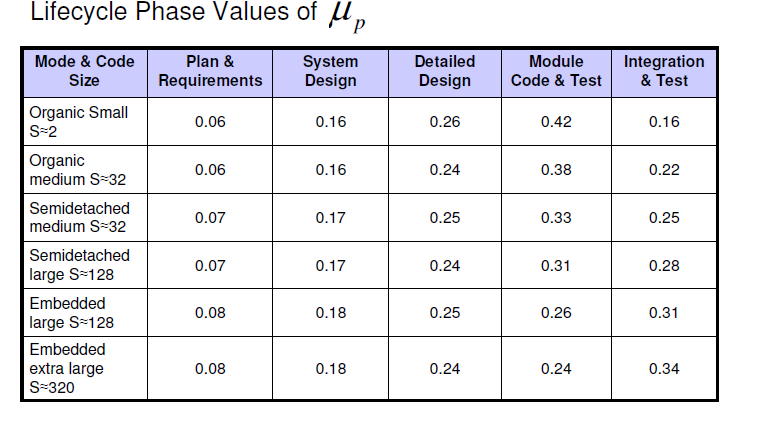 Lifecycle Phase Values of μp
Mode & Code Size | Plan & Requirements | System Design | Detailed Design | Module Code & Test | Integration & Test
Organic Small S≈2 | 0.06 | 0.16 | 0.26 | 0.42 | 0.16
Organic medium S≈32 | 0.06 | 0.16 | 0.24 | 0.38 | 0.22
Semidetached medium S≈32 | 0.07 | 0.17 | 0.25 | 0.33 | 0.25
Semidetached large S≈128 | 0.07 | 0.17 | 0.24 | 0.31 | 0.28
Embedded large S≈128 | 0.08 | 0.18 | 0.25 | 0.26 | 0.31
Embedded extra large S≈320 | 0.08 | 0.18 | 0.24 | 0.24 | 0.34